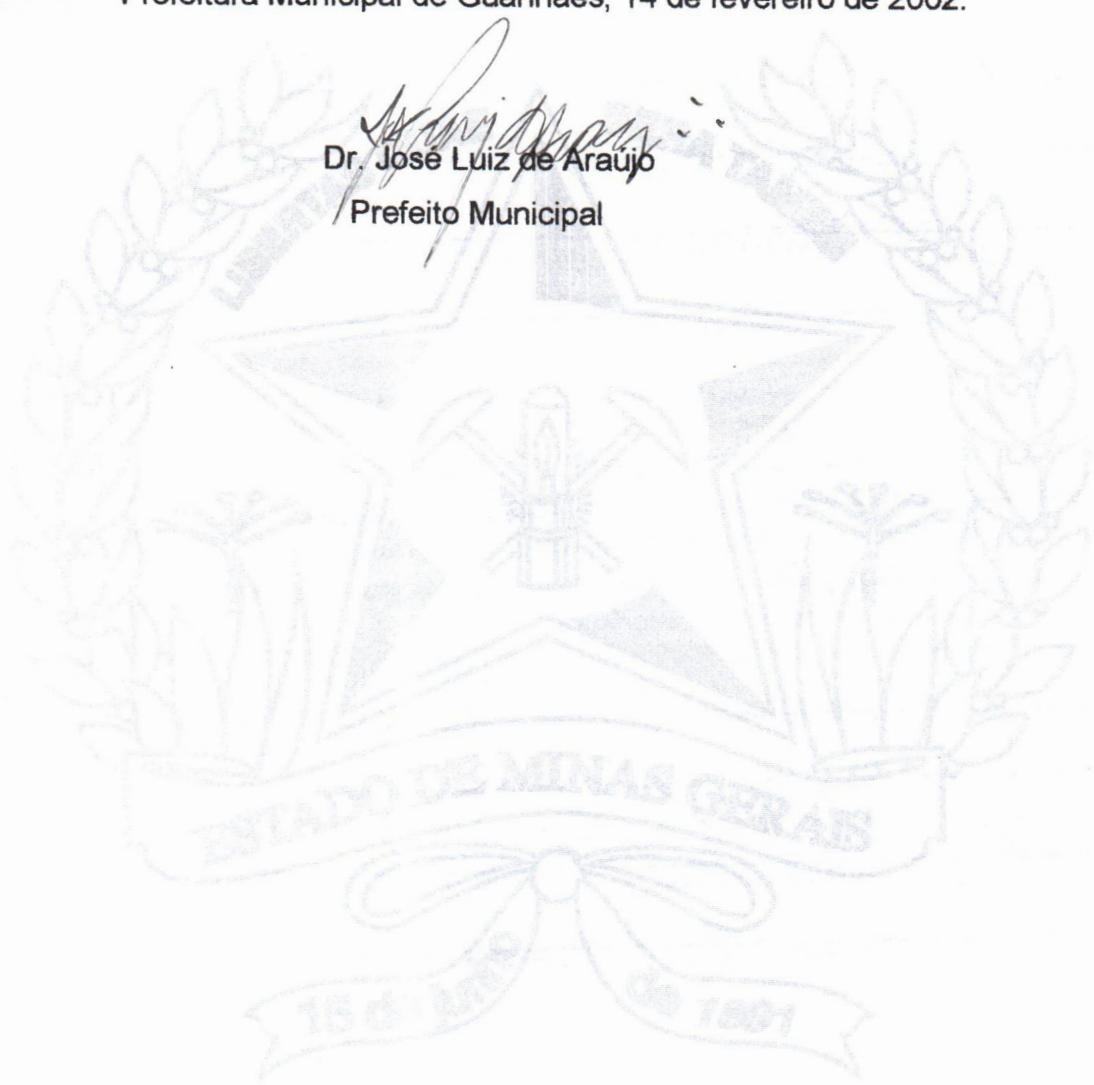 Prefeitura Municipal de Guanhães, 14 de fevereiro de 2002.
Dr. José Luiz de Araújo
Prefeito Municipal
ESTADO DE MINAS GERAIS
15 de
de 1891